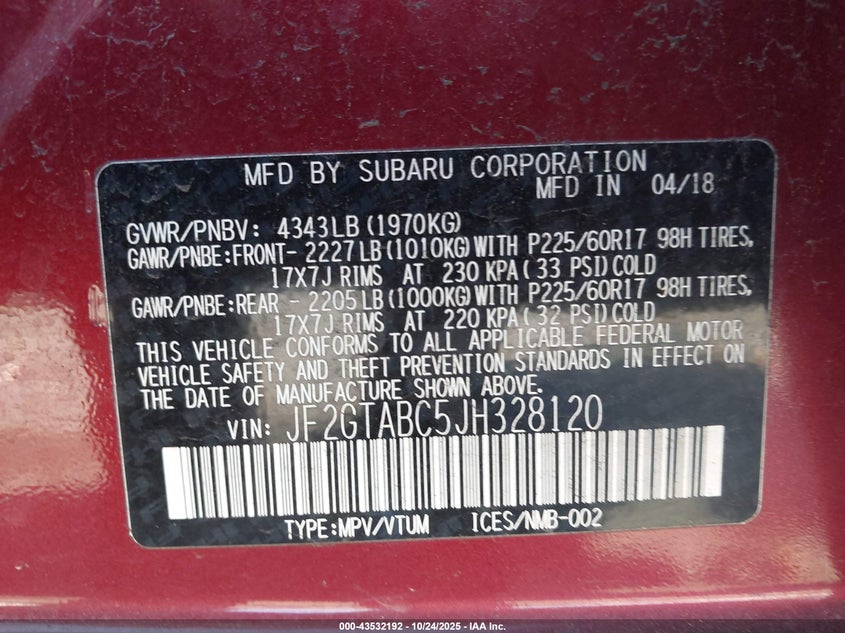 MFD BY SUBARU CORPORATION
MFD IN 04/18
GVWR/PNBV: 4343LB(1970KG)
GAWR/PNBE:FRONT- 2227LB(1010KG)WITH P225/60R17 98H TIRES,
17X7J RIMS AT 230 KPA(33 PSI)COLD
GAWR/PNBE:REAR - 2205LB(1000KG)WITH P225/60R17 98H TIRES,
17X7J RIMS AT 220 KPA(32 PSI)COLD
THIS VEHICLE CONFORMS TO ALL APPLICABLE FEDERAL MOTOR
VEHICLE SAFETY AND THEFT PREVENTION STANDARDS IN EFFECT ON
THE DATE OF MANUFACTURE SHOWN ABOVE.
VIN: JF2GTABC5JH328120
TYPE:MPV/VTUM ICES/NMB-002
000-43532192 - 10/24/2025 - IAA Inc.